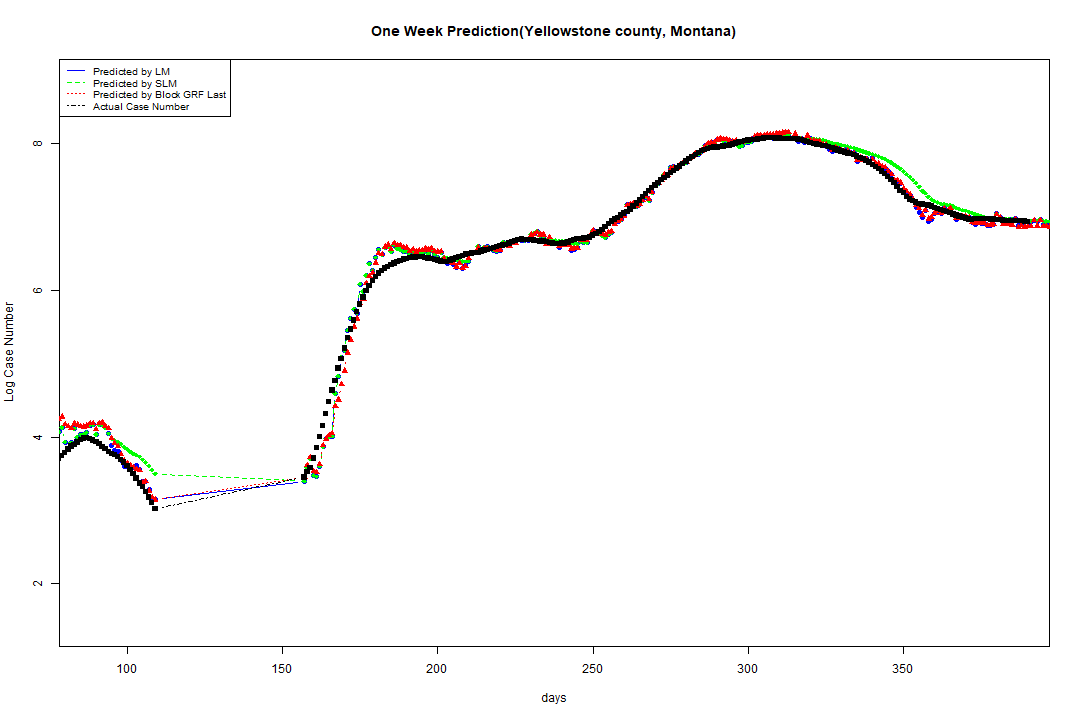 One Week Prediction(Yellowstone county, Montana)
Predicted by LM
Predicted by SLM
Predicted by Block GRF Last
Actual Case Number
8
6
4
2
Log Case Number
100 150 200 250 300 350
days